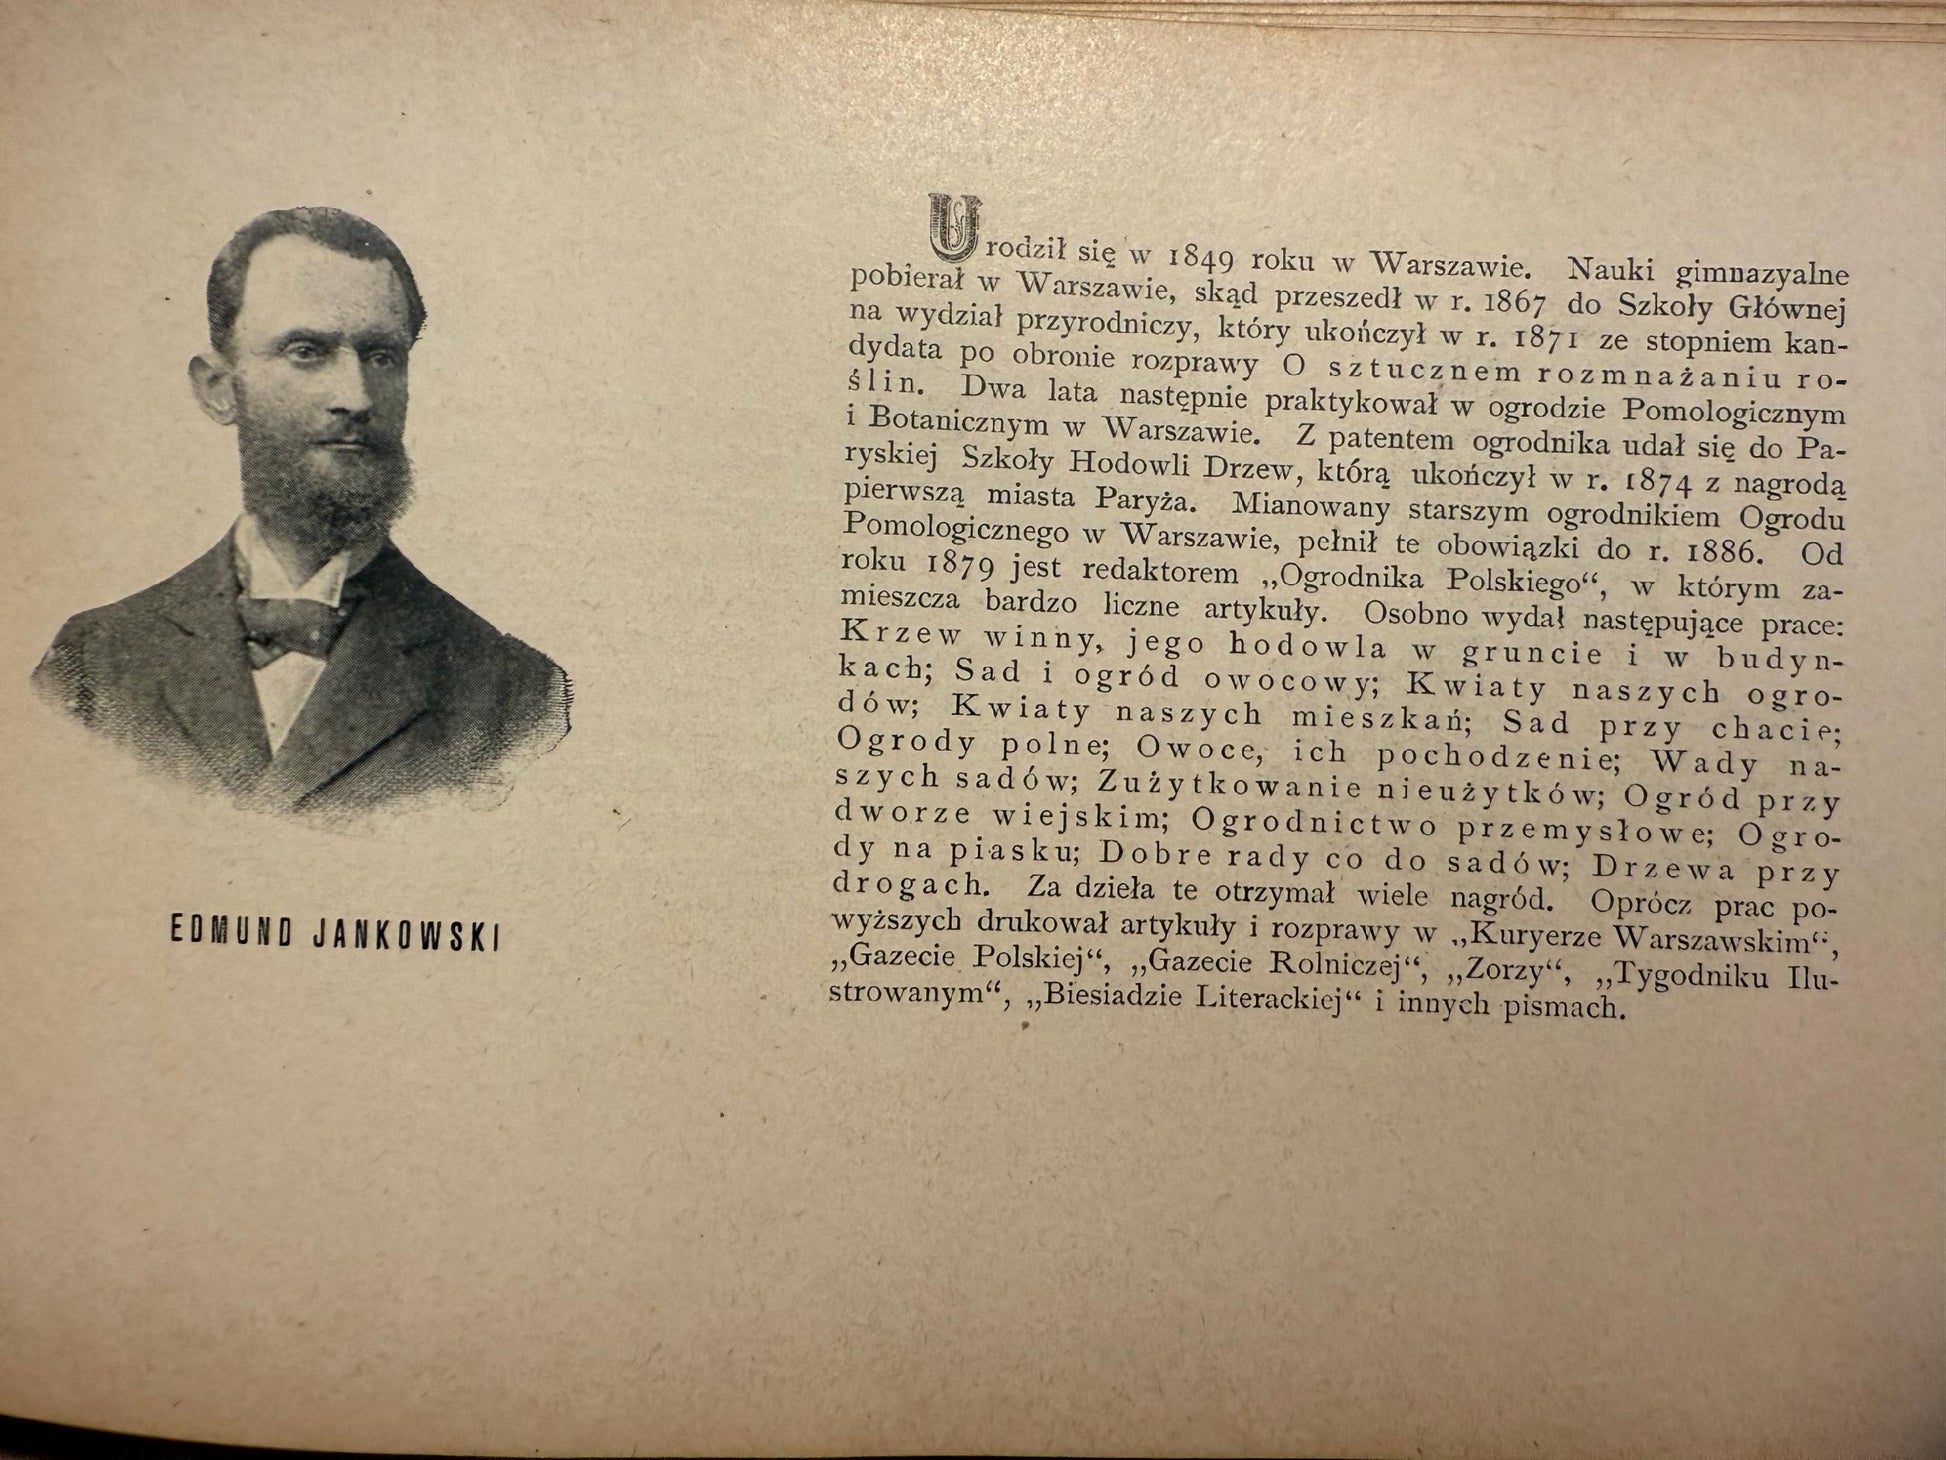 EDMUND JANKOWSKI
Urodził się w 1849 roku w Warszawie. Nauki gimnazyalne
pobierał w Warszawie, skąd przeszedł w r. 1867 do Szkoły Głównej
na wydział przyrodniczy, który ukończył w r. 1871 ze stopniem kan-
dydata po obronie rozprawy O sztucznem rozmnażaniu ro-
ślin. Dwa lata następnie praktykował w ogrodzie Pomologicznym
i Botanicznym w Warszawie. Z patentem ogrodnika udał się do Pa-
ryskiej Szkoły Hodowli Drzew, którą ukończył w r. 1874 z nagrodą
pierwszą miasta Paryża. Mianowany starszym ogrodnikiem Ogrodu
Pomologicznego w Warszawie, pełnił te obowiązki do r. 1886. Od
roku 1879 jest redaktorem „Ogrodnika Polskiego“, w którym za-
mieszcza bardzo liczne artykuły. Osobno wydał następujące prace:
Krzew winny, jego hodowla w gruncie i w budyn-
kach; Sad i ogród owocowy; Kwiaty naszych ogro-
dów; Kwiaty naszych mieszkań; Sad przy chacie;
Ogrody polne; Owoce, ich pochodzenie; Wady na-
szych sadów; Zużytkowanie nieużytków; Ogród przy
dworze wiejskim; Ogrodnictwo przemysłowe; Ogro-
dy na piasku; Dobre rady co do sadów; Drzewa przy
drogach. Za dzieła te otrzymał wiele nagród. Oprócz prac po-
wyższych drukował artykuły i rozprawy w „Kuryerze Warszawskim“,
„Gazecie Polskiej“, „Gazecie Rolniczej“, „Zorzy“, „Tygodniku Ilu-
strowanym“, „Biesiadzie Literackiej“ i innych pismach.